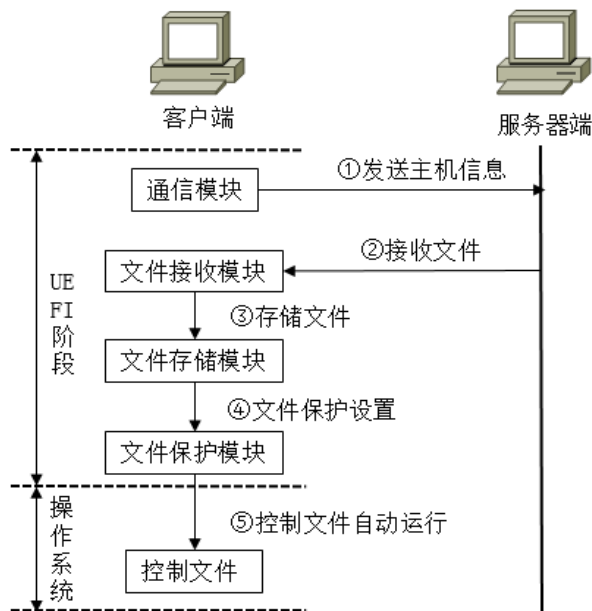 客户端
服务器端
通信模块
①发送主机信息
②接收文件
文件接收模块
③存储文件
文件存储模块
④文件保护设置
文件保护模块
UE
FI
阶
段
⑤控制文件自动运行
控制文件
操
作
系
统